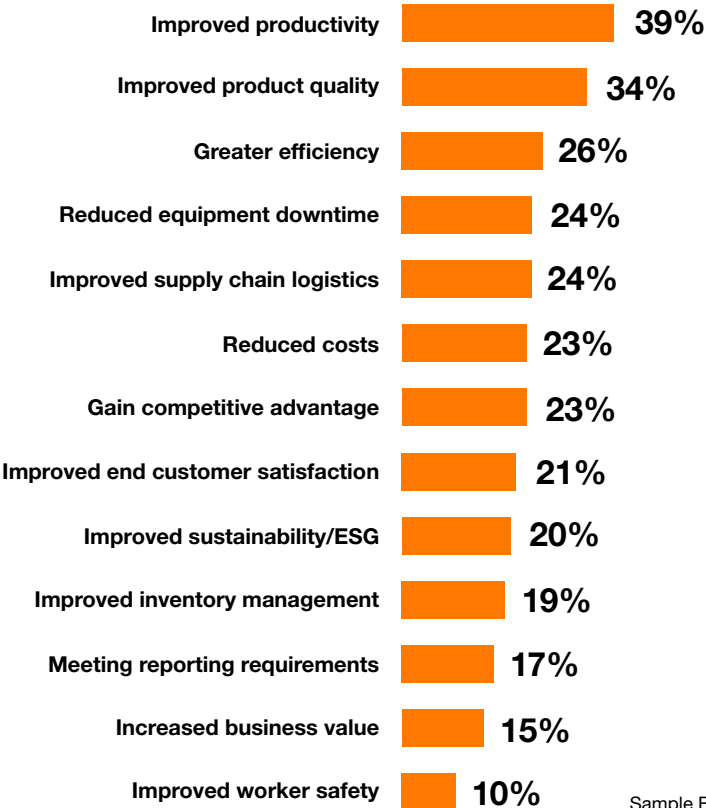 Improved productivity 39%
Improved product quality 34%
Greater efficiency 26%
Reduced equipment downtime 24%
Improved supply chain logistics 24%
Reduced costs 23%
Gain competitive advantage 23%
Improved end customer satisfaction 21%
Improved sustainability/ESG 20%
Improved inventory management 19%
Meeting reporting requirements 17%
Increased business value 15%
Improved worker safety 10%
Sample